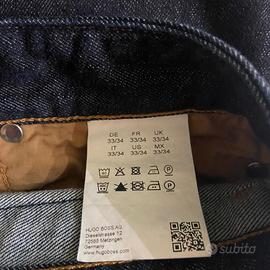 DE FR UK
33/34 33/34 33/34
IT US MX
33/34 33/34 33/34
HUGO BOSS AG
Dieselstrasse 12
72555 Metzingen
Germany
www.hugoboss.com
subito